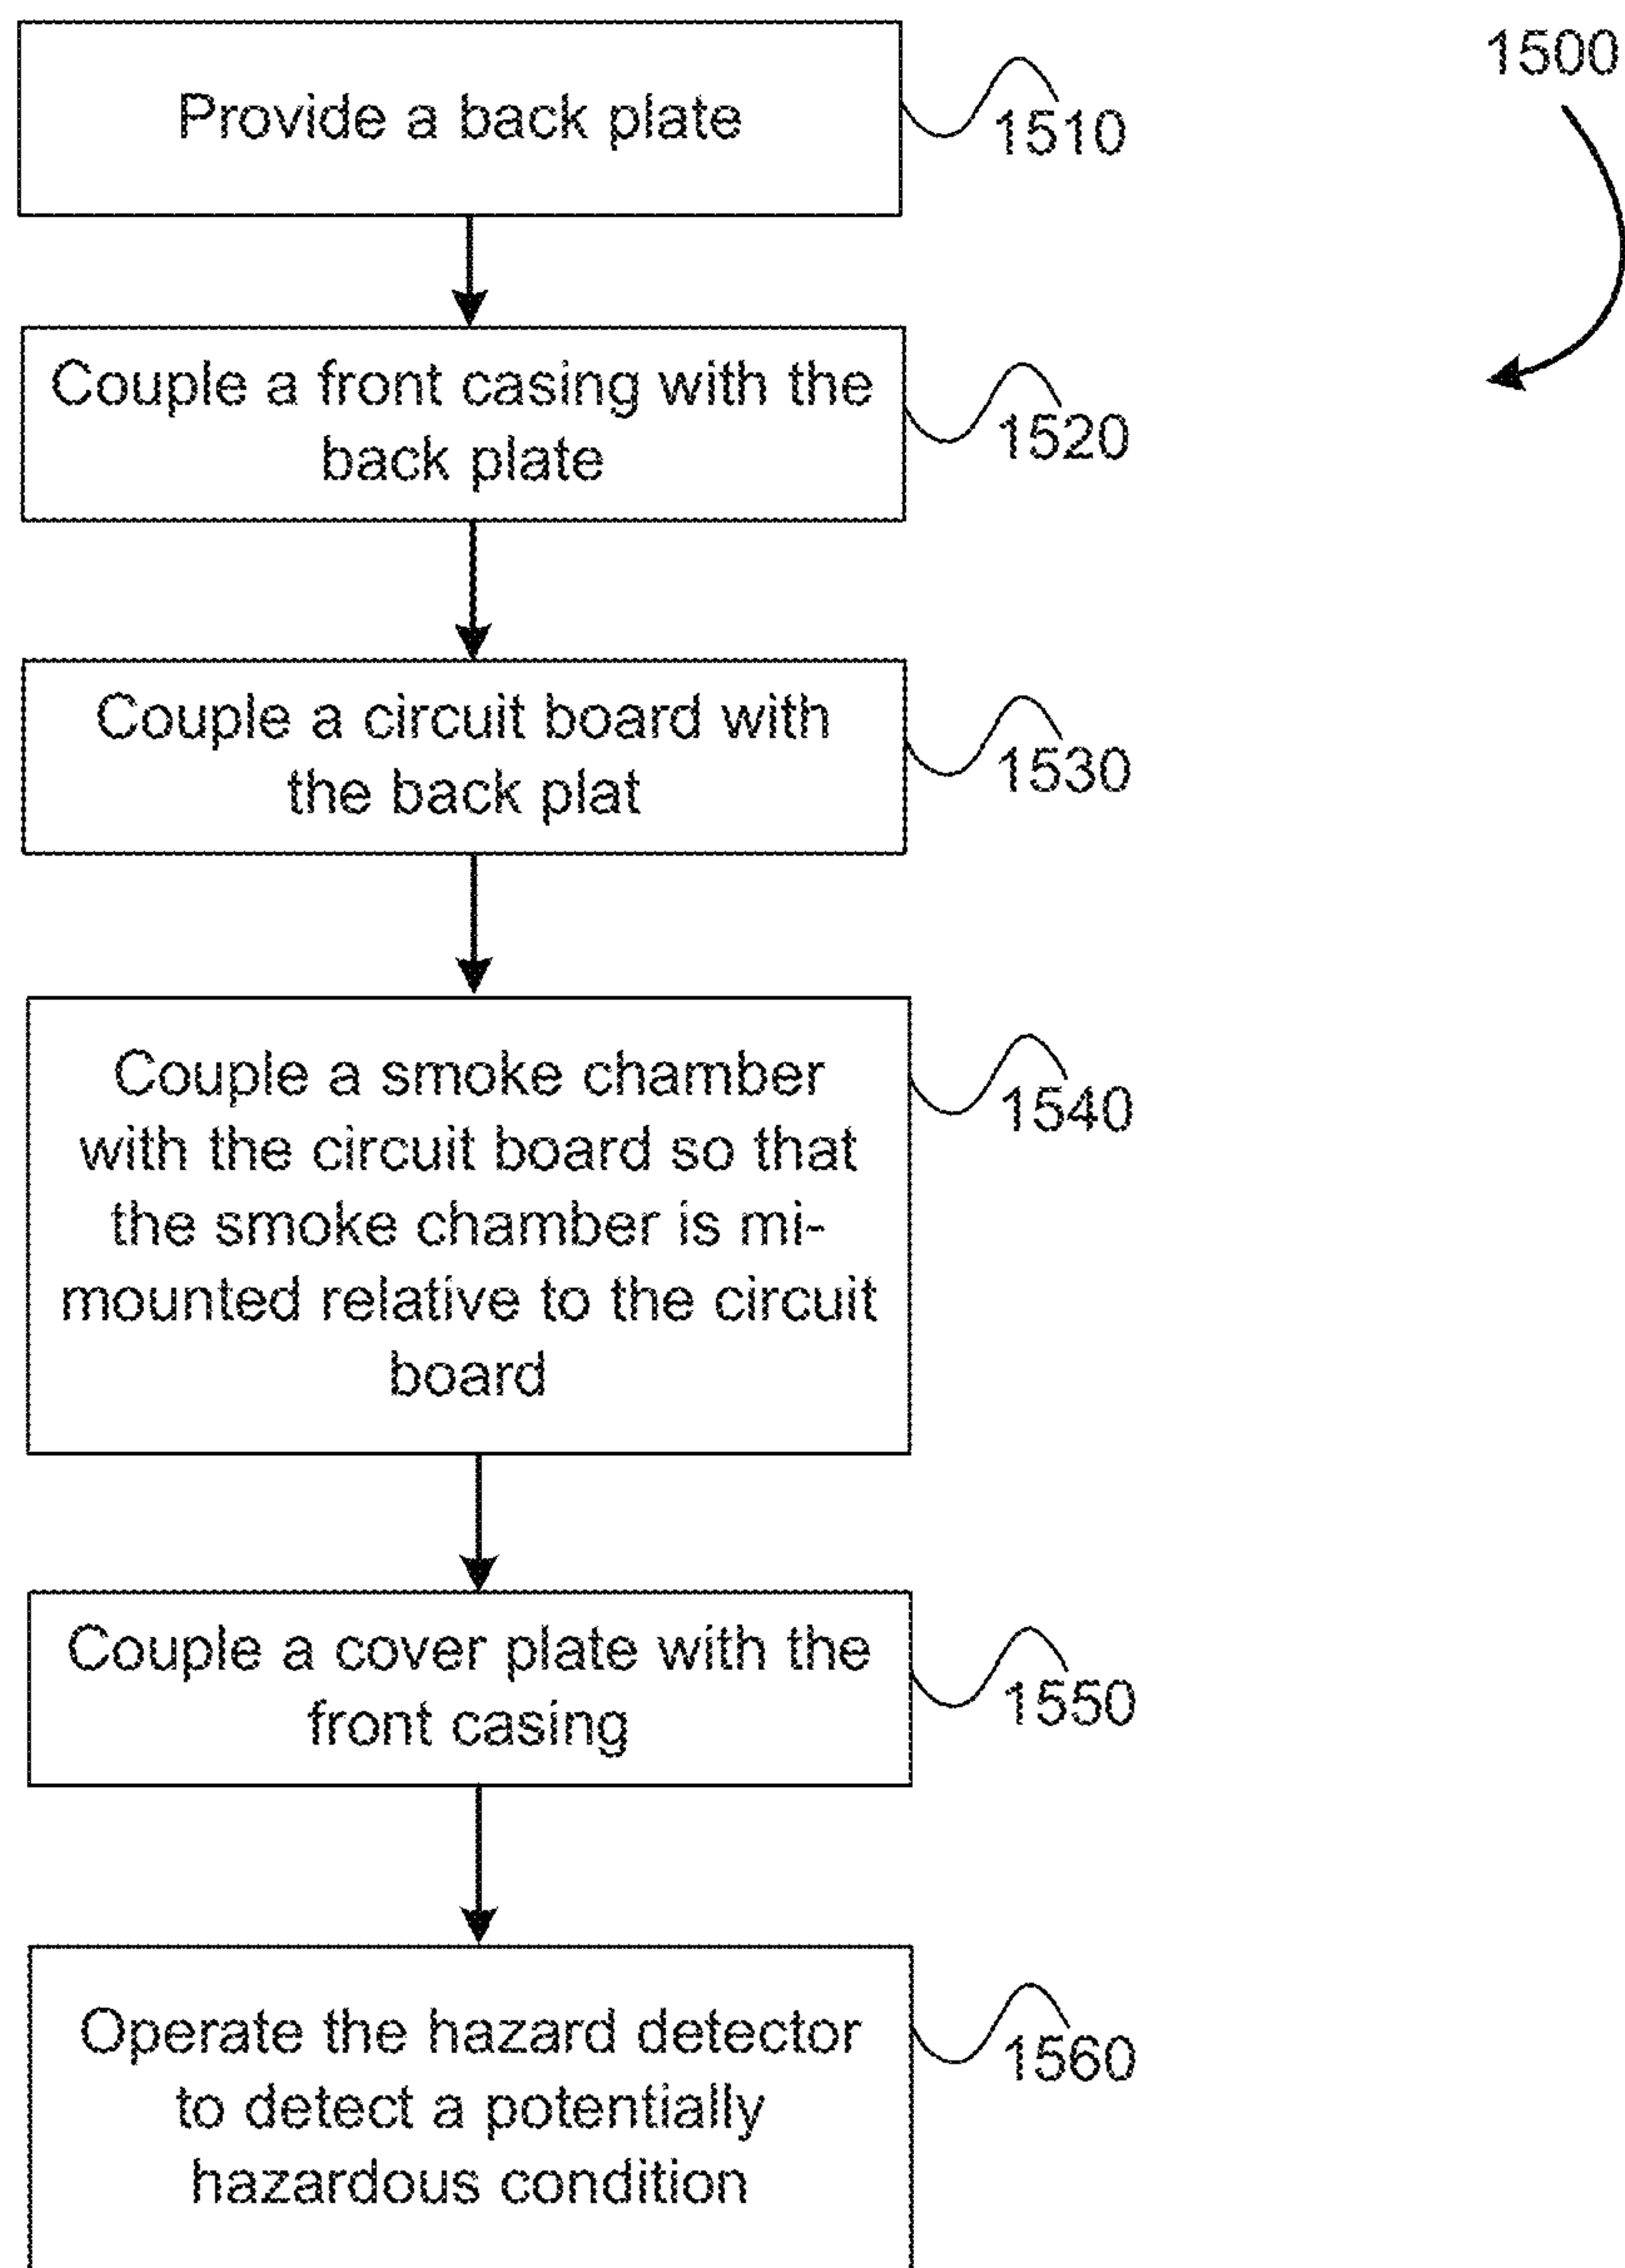 1500
Provide a back plate
1510
Couple a front casing with the
back plate
1520
Couple a circuit board with
the back plat
1530
Couple a smoke chamber
with the circuit board so that
the smoke chamber is mi-
mounted relative to the circuit
board
1540
Couple a cover plate with the
front casing
1550
Operate the hazard detector
to detect a potentially
hazardous condition
1560